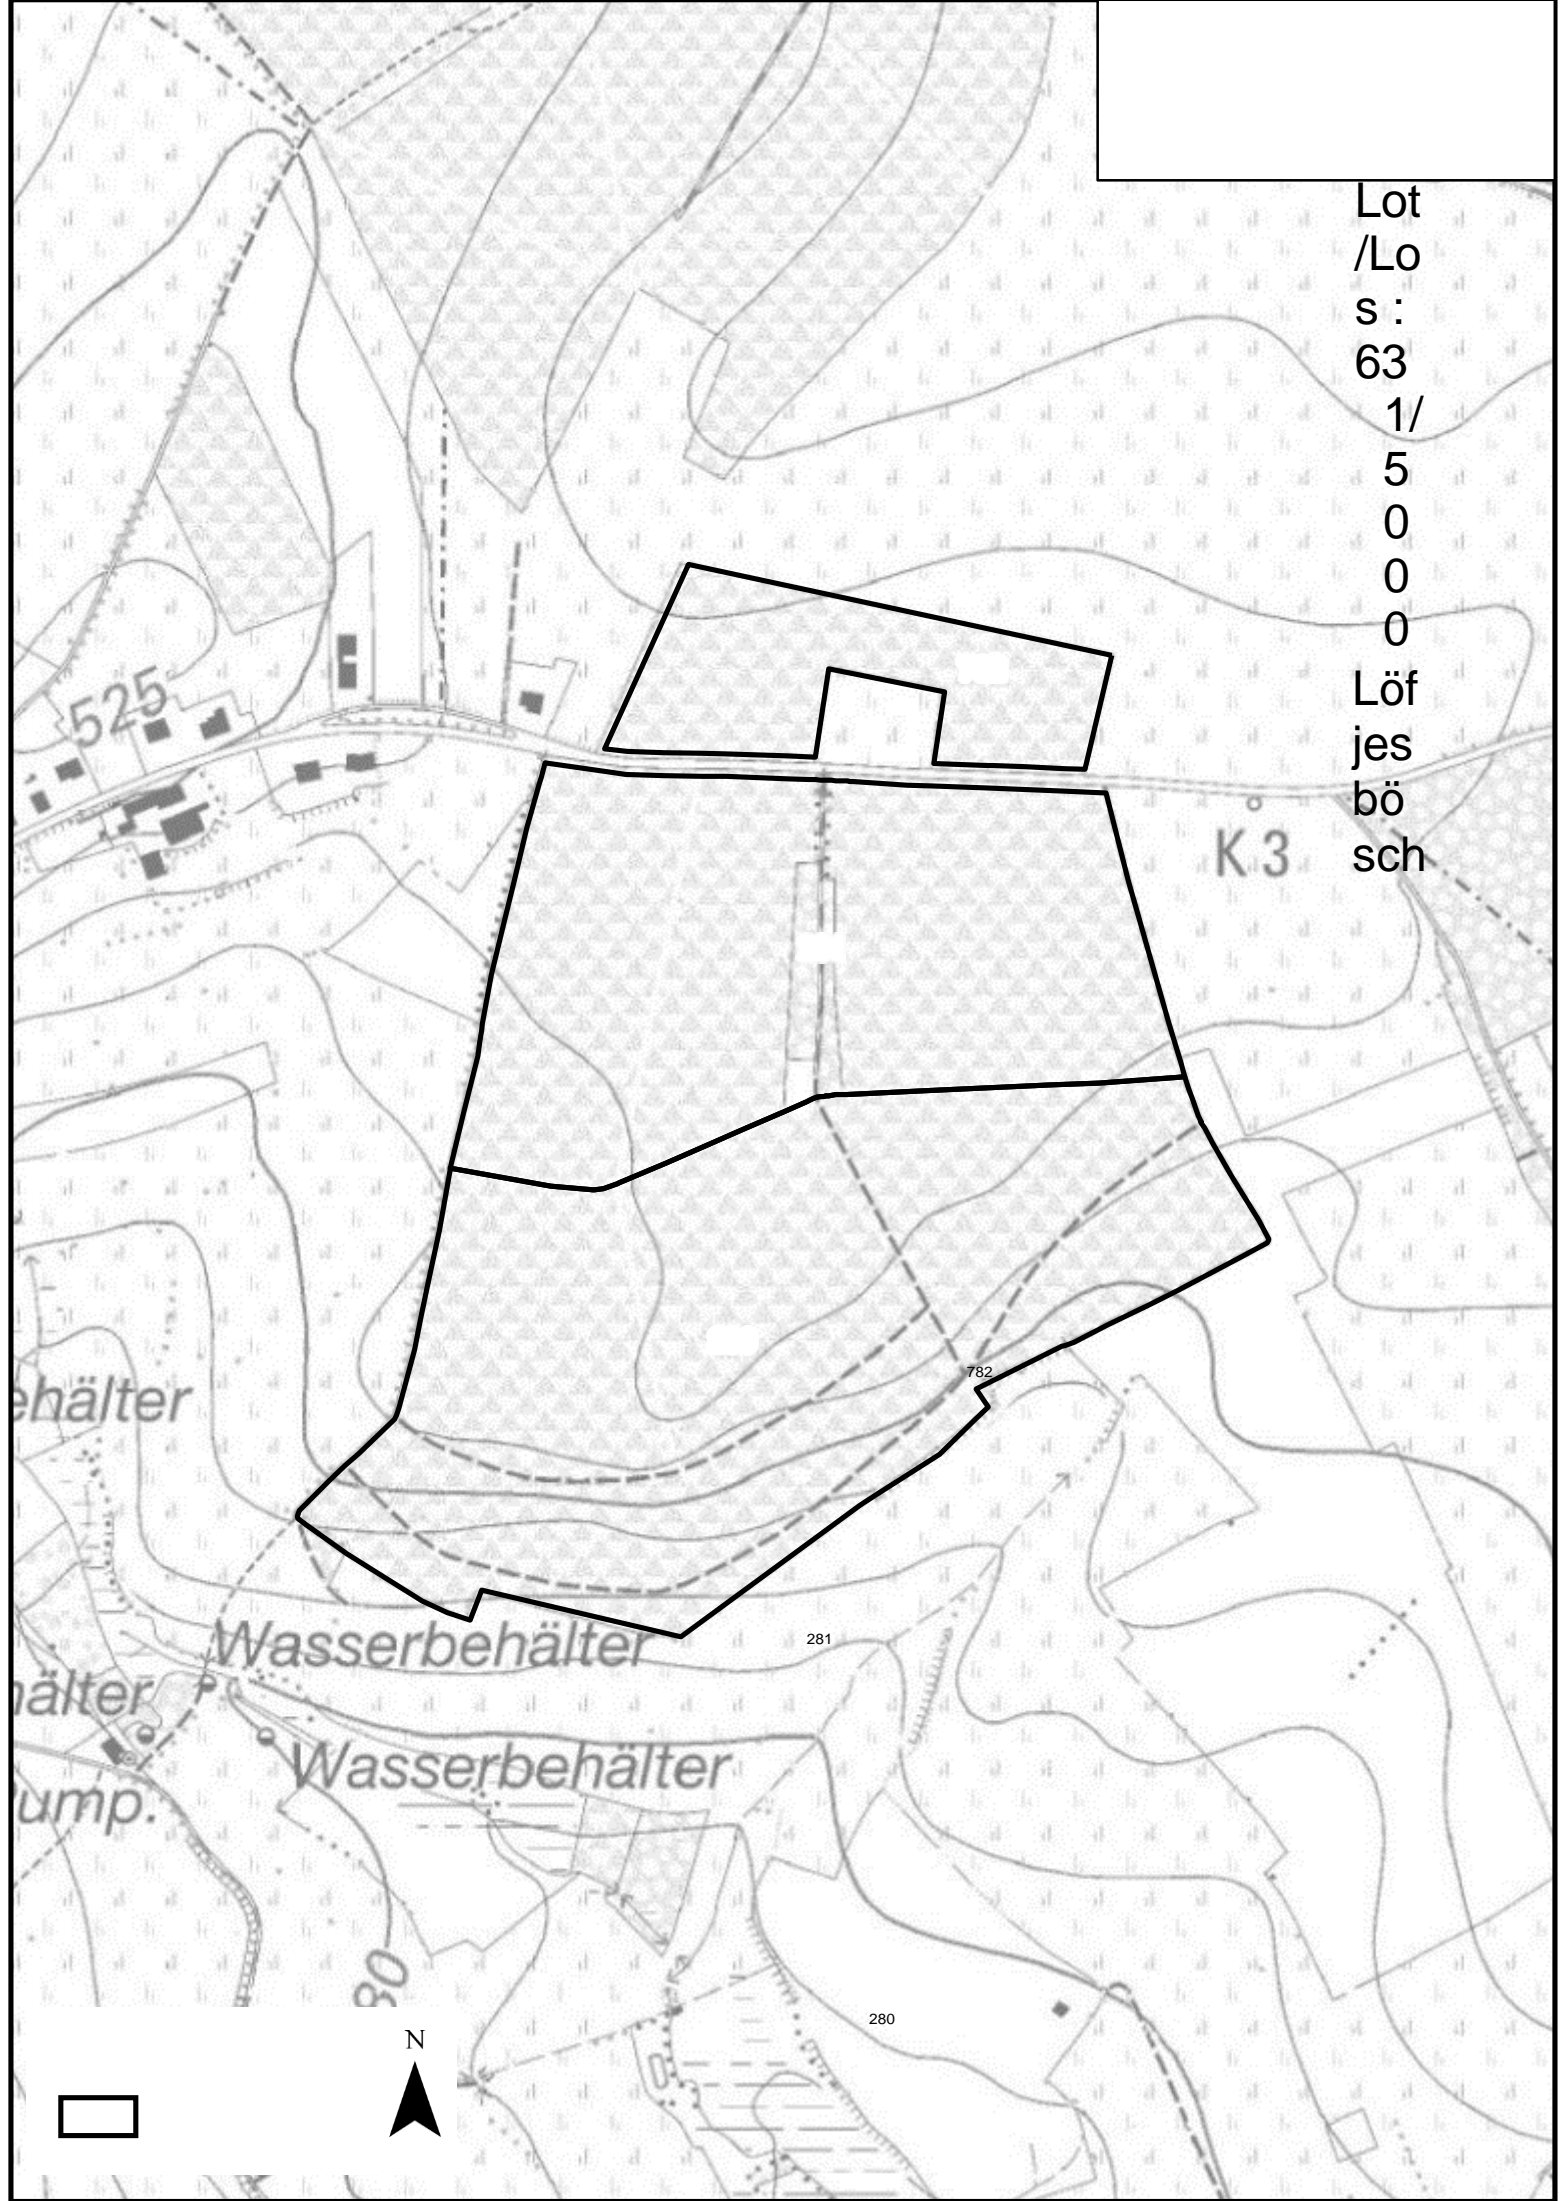 Lot
/Lo
s :
63
1/
5
0
0
0
Löf
jes
bö
sch
525
K 3
ehälter
782
Wasserbehälter
281
hälter
Wasserbehälter
ump.
80
280
N